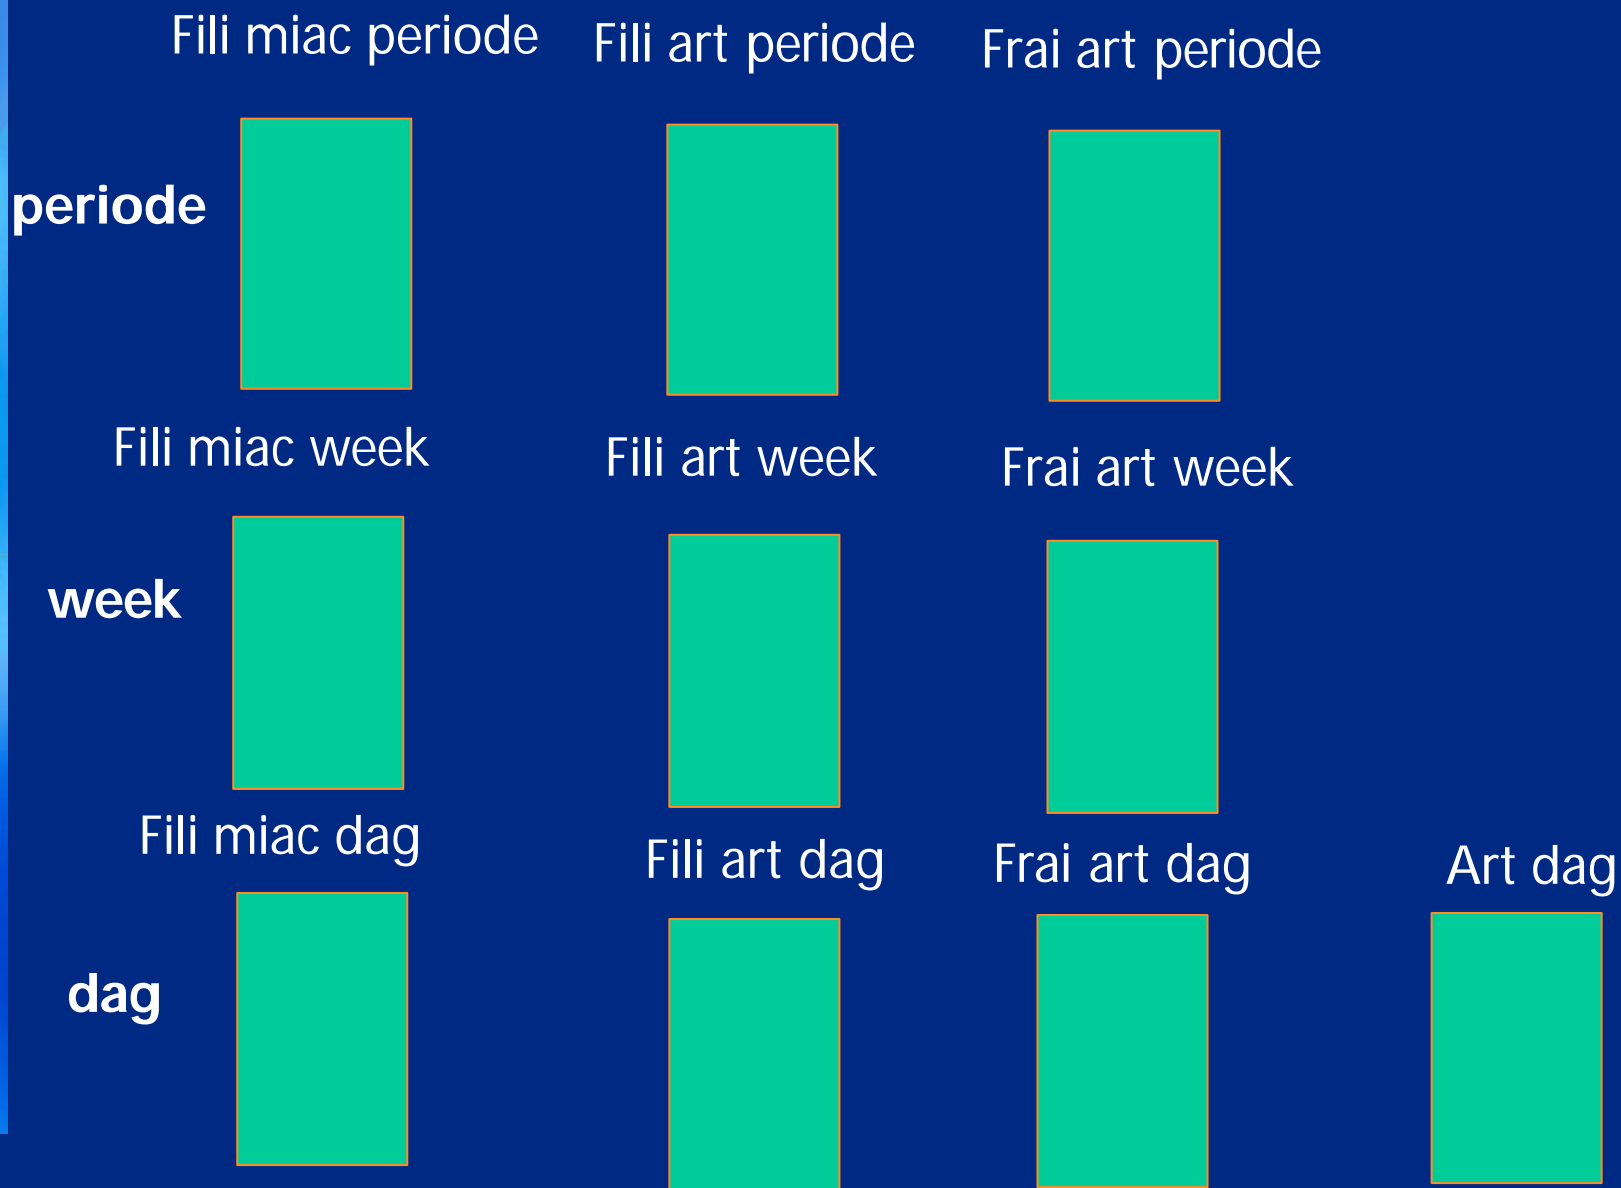 Fili miac periode
Fili art periode
Frai art periode
periode
Fili miac week
Fili art week
Frai art week
week
Fili miac dag
Fili art dag
Frai art dag
Art dag
dag